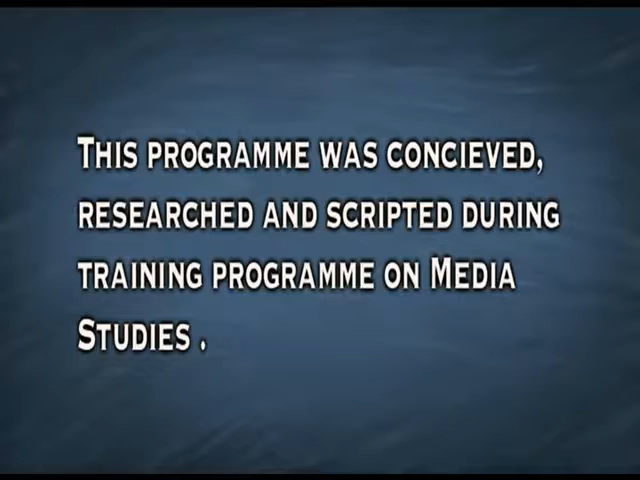 This programme was concieved,
researched and scripted during
training programme on Media
Studies .